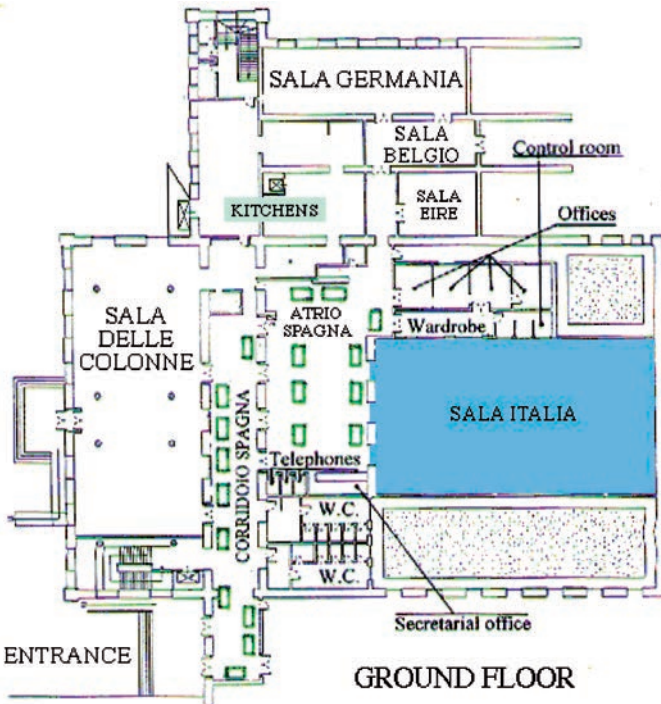 SALA GERMANIA
SALA
BELGIO
Control room
KITCHENS
SALA
EIRE
Offices
SALA
DELLE
COLONNE
ATRIO
SPAGNA
Wardrobe
SALA ITALIA
CORRIDOIO SPAGNA
Telephones
W.C.
W.C.
Secretarial office
ENTRANCE
GROUND FLOOR